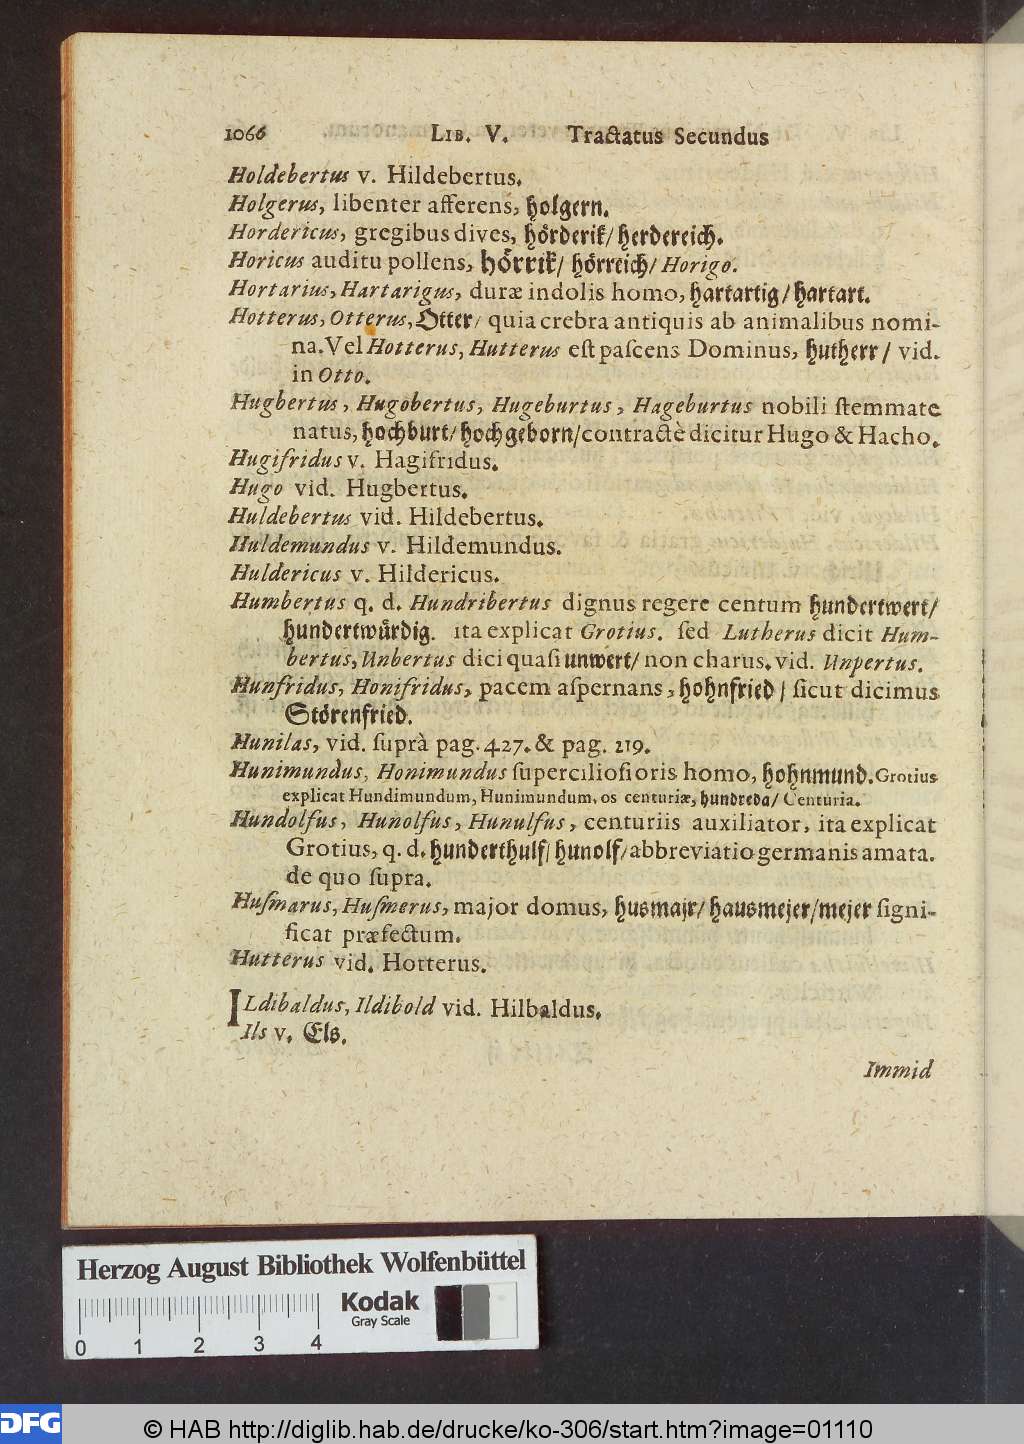 1066 LIB. V. Tractatus Secundus
Holdebertus v. Hildebertus.
Holgerus, libenter afferens, holgern.
Hordericus, gregibus dives, hörderik/ herdereich.
Horicus auditu pollens, hörrik/ hörreich/ Horigo.
Hortarius, Hartarigus, duræ indolis homo, hartartig/ hartart.
Hotterus, Otterus, Otter/ quia crebra antiquis ab animalibus nomi-
na. Vel Hotterus, Hutterus est pascens Dominus, hutherr/ vid.
in Otto.
Hugbertus, Hugobertus, Hugeburtus, Hageburtus nobili stemmate
natus, hochburt/ hochgeborn/ contractè dicitur Hugo & Hacho.
Hugifridus v. Hagifridus.
Hugo vid. Hugbertus.
Huldebertus vid. Hildebertus.
Huldemundus v. Hildemundus.
Huldericus v. Hildericus.
Humbertus q. d. Hundribertus dignus regere centum hundertwert/
hundertwürdig. ita explicat Grotius. sed Lutherus dicit Hum-
bertus, Unbertus dici quasi unwert/ non charus. vid. Unpertus.
Hunfridus, Honifridus, pacem aspernans, hohnfried/ sicut dicimus
Störenfried.
Hunilas, vid. suprà pag. 427. & pag. 219.
Hunimundus, Honimundus superciliosi oris homo, hohnmund. Grotius
explicat Hundimundum, Hunimundum, os centuriæ, hundreda/ Centuria.
Hundolfus, Hunolfus, Hunulfus, centuriis auxiliator, ita explicat
Grotius, q. d. hunderthulf/ hunolf/ abbreviatio germanis amata.
de quo supra.
Husmarus, Husmerus, major domus, husmajr/ hausmejer/ mejer signi-
ficat præfectum.
Hutterus vid. Hotterus.
ILdibaldus, Ildibold vid. Hilbaldus.
Ils v. Els.
Immid
Herzog August Bibliothek Wolfenbüttel
Kodak
Gray Scale
0 1 2 3 4
DFG © HAB http://diglib.hab.de/drucke/ko-306/start.htm?image=01110